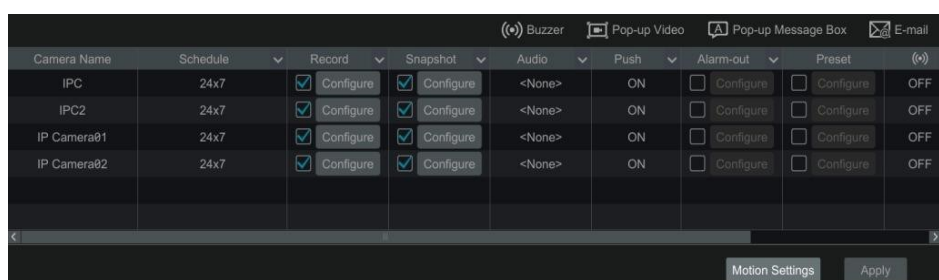 Buzzer Pop-up Video Pop-up Message Box E-mail
Camera Name Schedule Record Snapshot Audio Push Alarm-out Preset
IPC 24x7 Configure Configure <None> ON Configure Configure OFF
IPC2 24x7 Configure Configure <None> ON Configure Configure OFF
IP Camera01 24x7 Configure Configure <None> ON Configure Configure OFF
IP Camera02 24x7 Configure Configure <None> ON Configure Configure OFF
Motion Settings Apply